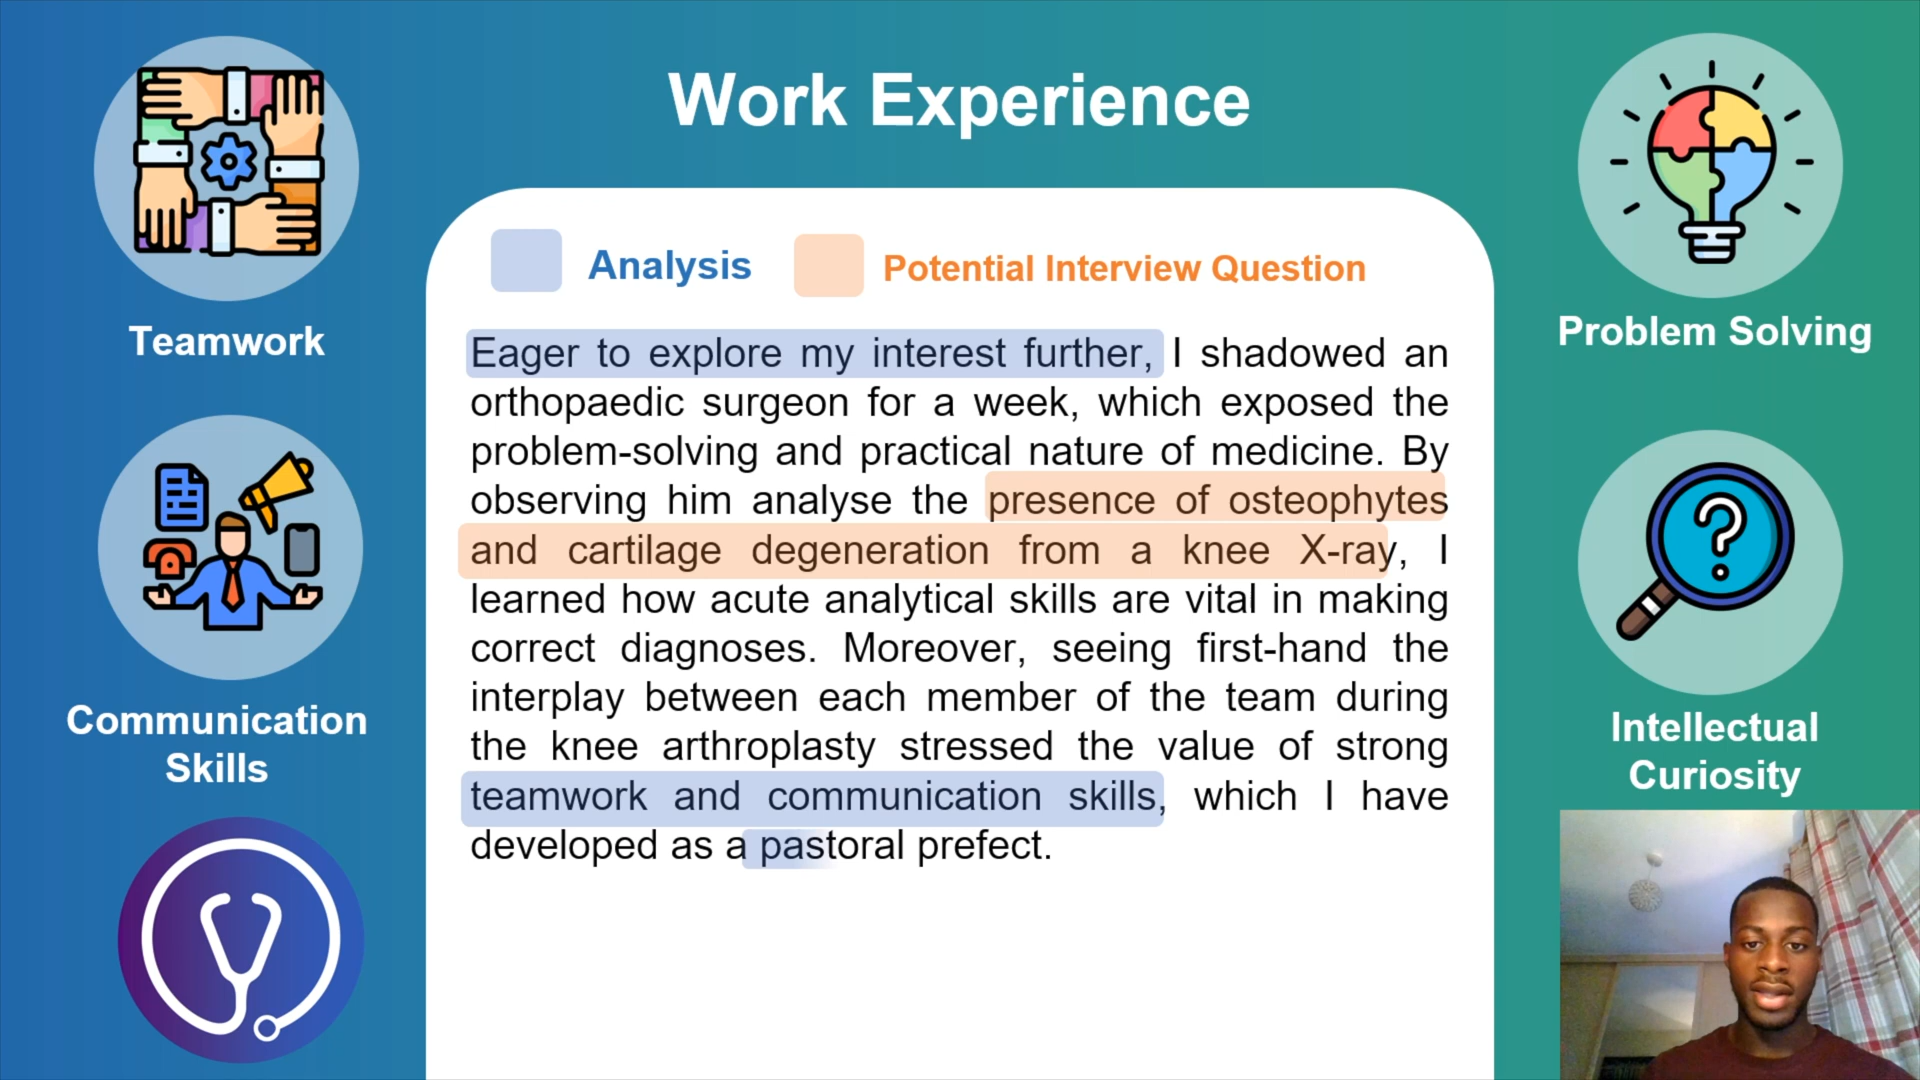 Work Experience
Teamwork
Communication
Skills
Analysis
Potential Interview Question
Eager to explore my interest further, I shadowed an
orthopaedic surgeon for a week, which exposed the
problem-solving and practical nature of medicine. By
observing him analyse the presence of osteophytes
and cartilage degeneration from a knee X-ray, I
learned how acute analytical skills are vital in making
correct diagnoses. Moreover, seeing first-hand the
interplay between each member of the team during
the knee arthroplasty stressed the value of strong
teamwork and communication skills, which I have
developed as a pastoral prefect.
Problem Solving
Intellectual
Curiosity